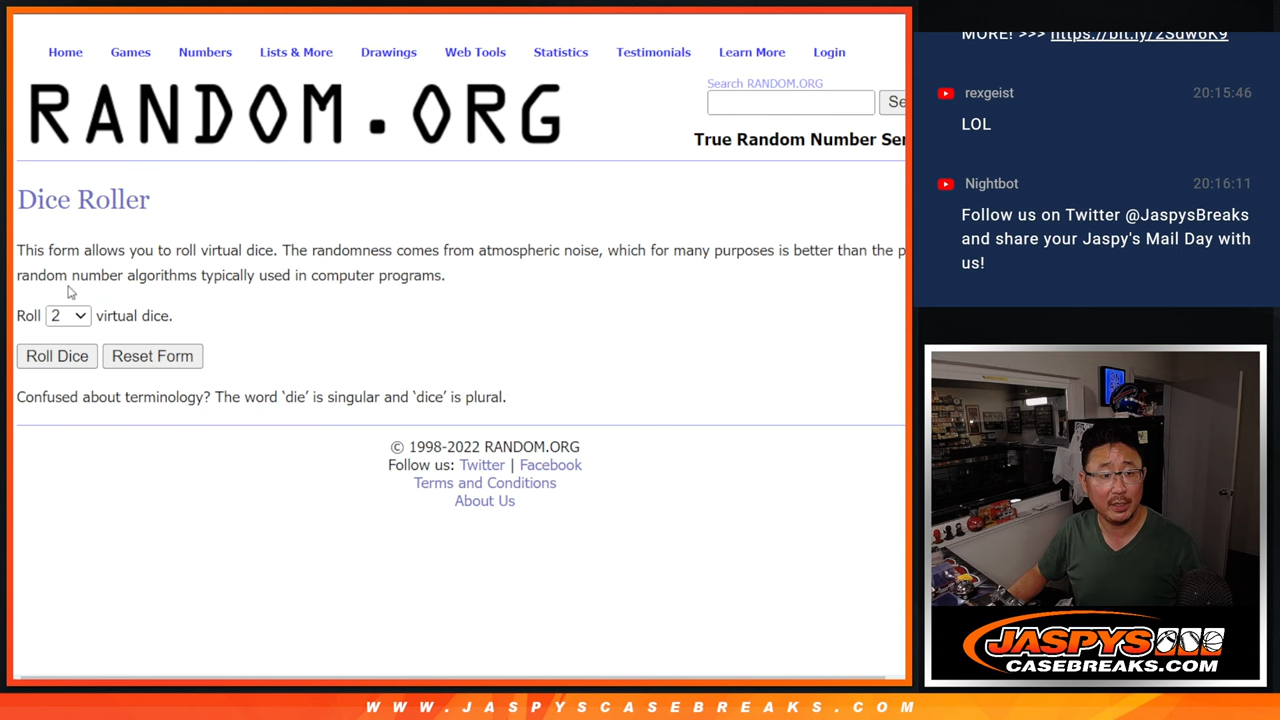 Home Games Numbers Lists & More Drawings Web Tools Statistics Testimonials Learn More Login
RANDOM.ORG
Search RANDOM.ORG
Se
True Random Number Ser
Dice Roller
This form allows you to roll virtual dice. The randomness comes from atmospheric noise, which for many purposes is better than the p
random number algorithms typically used in computer programs.
Roll 2 virtual dice.
Roll Dice Reset Form
Confused about terminology? The word ‘die’ is singular and ‘dice’ is plural.
© 1998-2022 RANDOM.ORG
Follow us: Twitter | Facebook
Terms and Conditions
About Us
MORE! >>> https://bit.ly/2Sdw6K9
rexgeist 20:15:46
LOL
Nightbot 20:16:11
Follow us on Twitter @JaspysBreaks
and share your Jaspy's Mail Day with
us!
JASPYS
CASEBREAKS.COM
WWW.JASPYSCASEBREAKS.COM